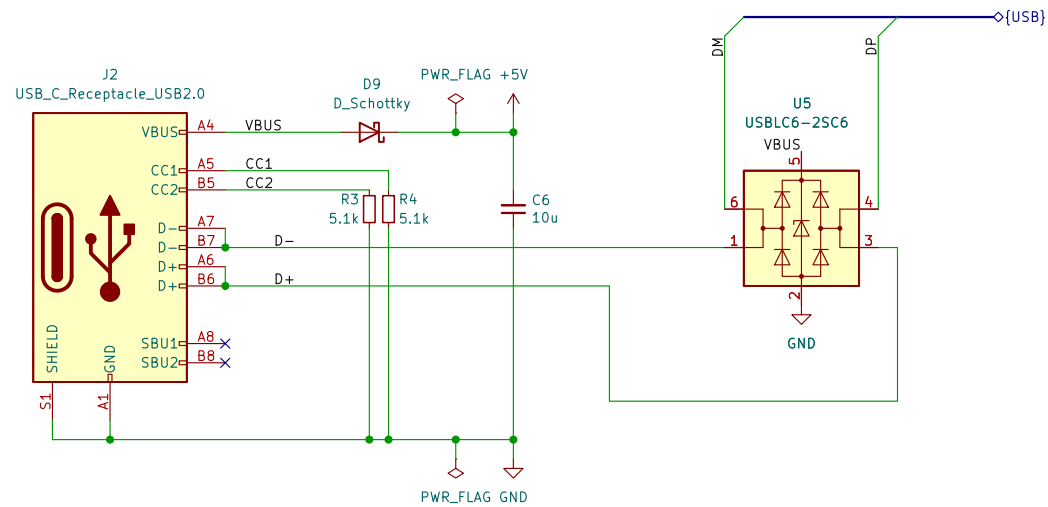 {USB}
DM
DP
J2
USB_C_Receptacle_USB2.0
D9
D_Schottky
PWR_FLAG
+5V
U5
USBLC6-2SC6
VBUS
A4
VBUS
VBUS
5
CC1
A5
CC1
CC2
B5
CC2
R3
5.1k
R4
5.1k
C6
10u
6
4
D-
A7
D-
B7
D-
1
3
D+
A6
D+
B6
D+
2
GND
SBU1
A8
SBU2
B8
SHIELD
GND
S1
A1
PWR_FLAG
GND